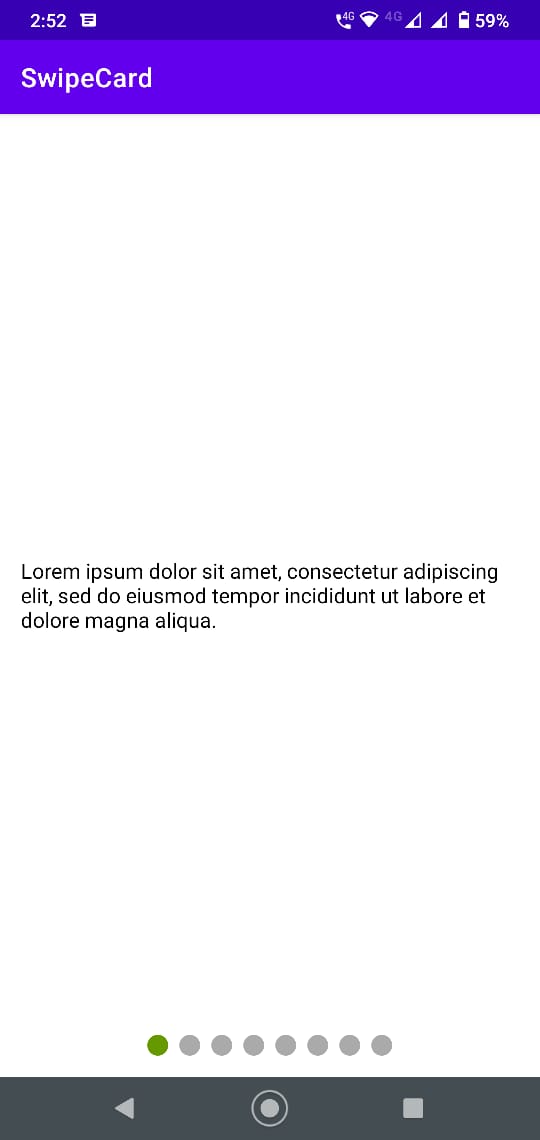 2:52 4G 4G 59%
SwipeCard
Lorem ipsum dolor sit amet, consectetur adipiscing
elit, sed do eiusmod tempor incididunt ut labore et
dolore magna aliqua.